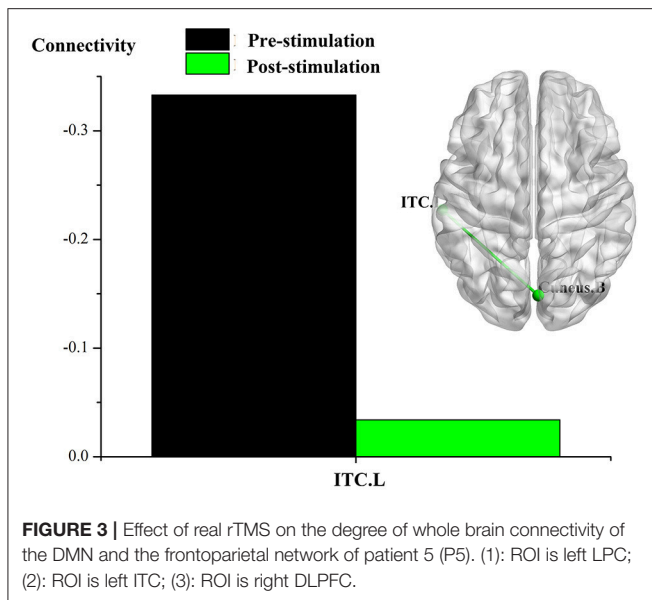 Connectivity
Pre-stimulation
Post-stimulation
-0.3
-0.2
-0.1
0.0
ITC.L
ITC.
Cuneus.B
FIGURE 3 | Effect of real rTMS on the degree of whole brain connectivity of
the DMN and the frontoparietal network of patient 5 (P5). (1): ROI is left LPC;
(2): ROI is left ITC; (3): ROI is right DLPFC.